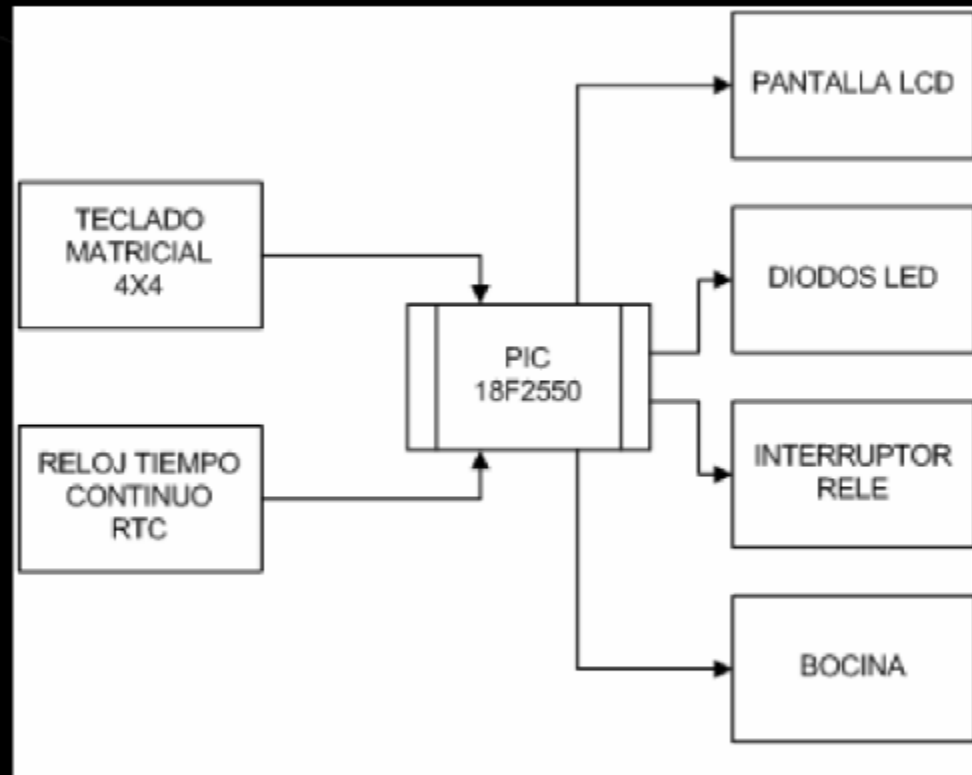 PANTALLA LCD
TECLADO
MATRICIAL
4X4
DIODOS LED
PIC
18F2550
RELOJ TIEMPO
CONTINUO
RTC
INTERRUPTOR
RELE
BOCINA